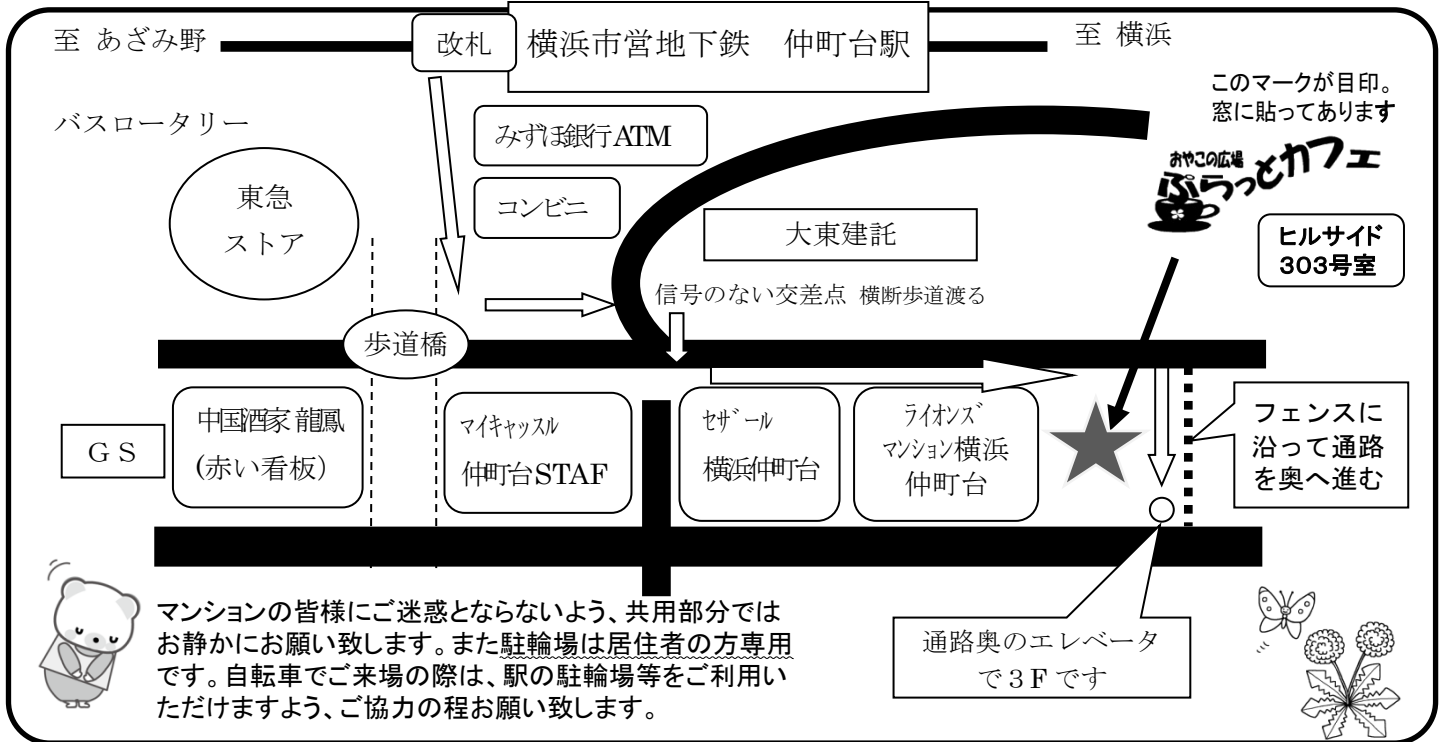 至 あざみ野
改札
横浜市営地下鉄 仲町台駅
至 横浜
このマークが目印。
窓に貼ってあります
バスロータリー
みずほ銀行ATM
おやこの広場
ぷらっとカフェ
東急
ストア
コンビニ
大東建託
ヒルサイド
303号室
信号のない交差点 横断歩道渡る
歩道橋
GS
中国酒家 龍鳳
(赤い看板)
マイキャッスル
仲町台STAF
セザール
横浜仲町台
ライオンズ
マンション横浜
仲町台
フェンスに
沿って通路
を奥へ進む
マンションの皆様にご迷惑とならないよう、共用部分では
お静かにお願い致します。また駐輪場は居住者の方専用
です。自転車でご来場の際は、駅の駐輪場等をご利用い
ただけますよう、ご協力の程お願い致します。
通路奥のエレベータ
で3Fです